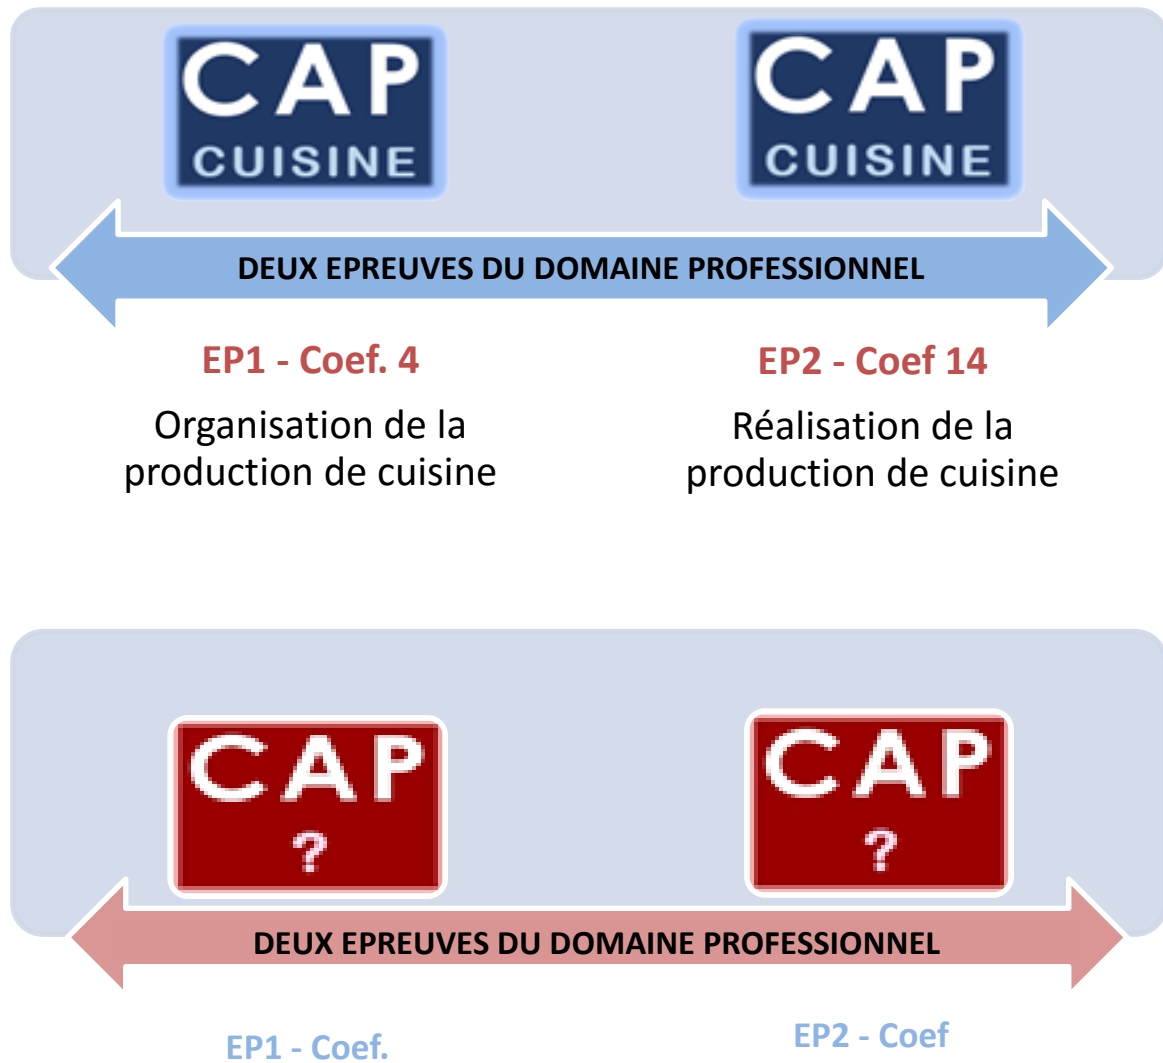 CAP
CUISINE
CAP
CUISINE
DEUX EPREUVES DU DOMAINE PROFESSIONNEL
EP1 - Coef. 4
Organisation de la
production de cuisine
EP2 - Coef 14
Réalisation de la
production de cuisine
CAP
?
CAP
?
DEUX EPREUVES DU DOMAINE PROFESSIONNEL
EP1 - Coef.
EP2 - Coef